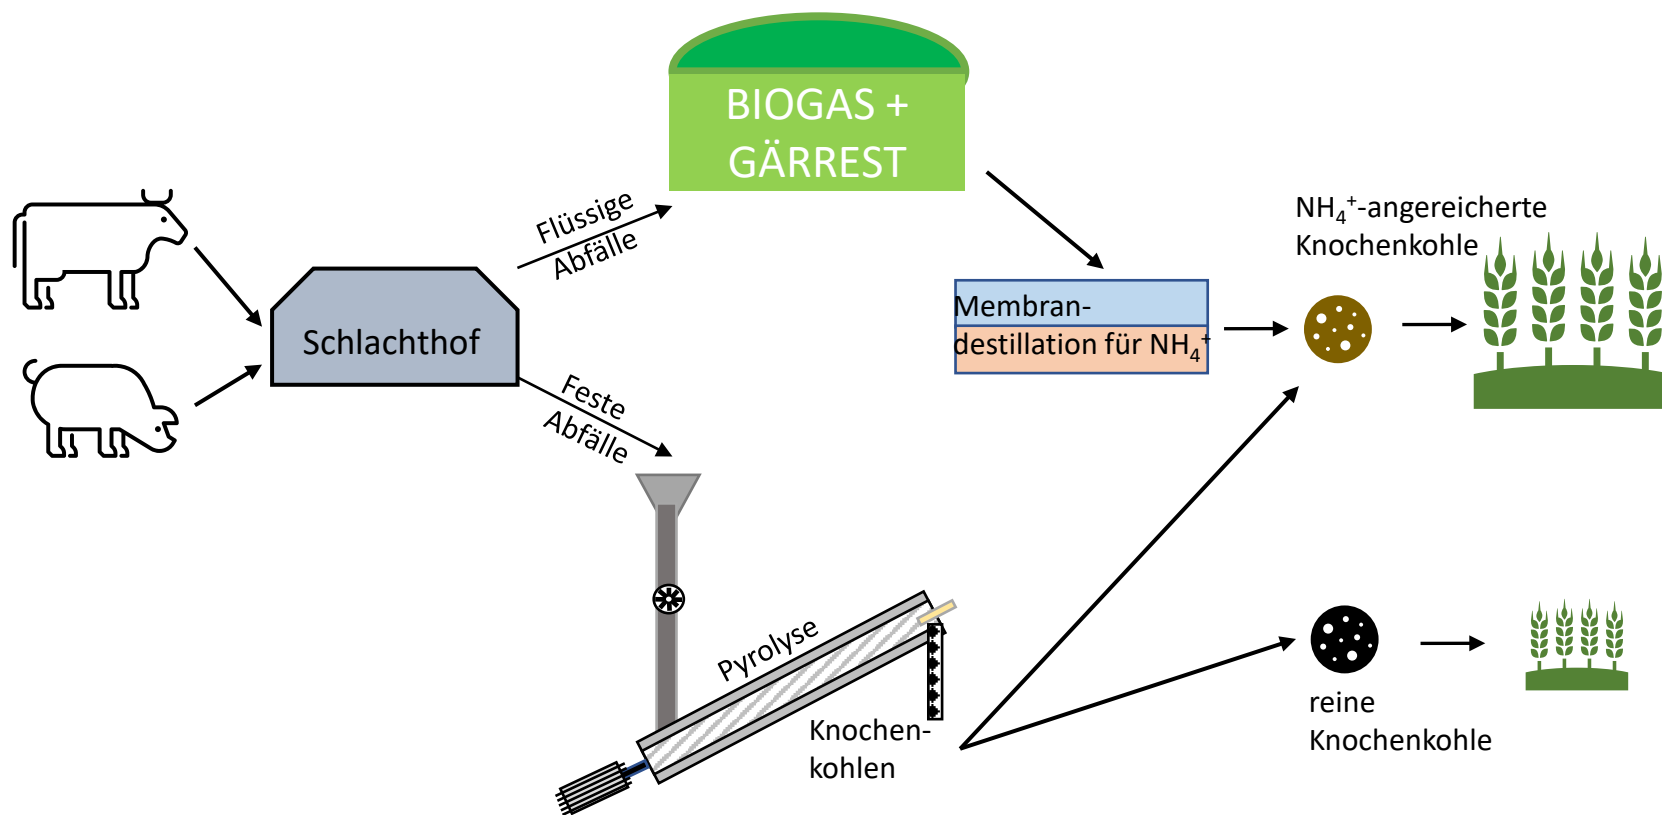 BIOGAS +
GÄRREST
Flüssige
Abfälle
Schlachthof
Feste
Abfälle
Membran-
destillation für NH₄⁺
NH₄⁺-angereicherte
Knochenkohle
Pyrolyse
Knochen-
kohlen
reine
Knochenkohle